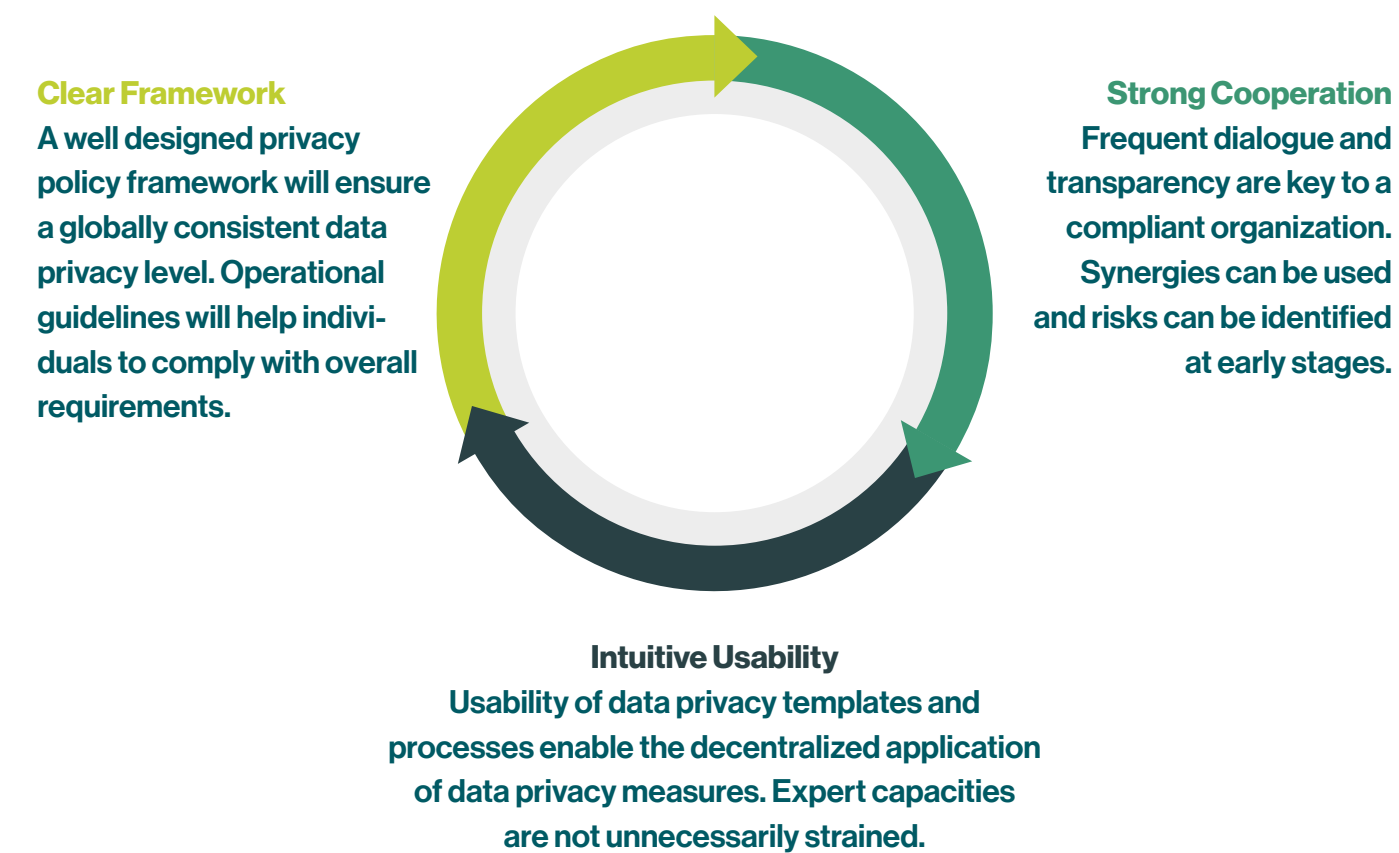 Clear Framework
A well designed privacy
policy framework will ensure
a globally consistent data
privacy level. Operational
guidelines will help indivi-
duals to comply with overall
requirements.
Strong Cooperation
Frequent dialogue and
transparency are key to a
compliant organization.
Synergies can be used
and risks can be identified
at early stages.
Intuitive Usability
Usability of data privacy templates and
processes enable the decentralized application
of data privacy measures. Expert capacities
are not unnecessarily strained.